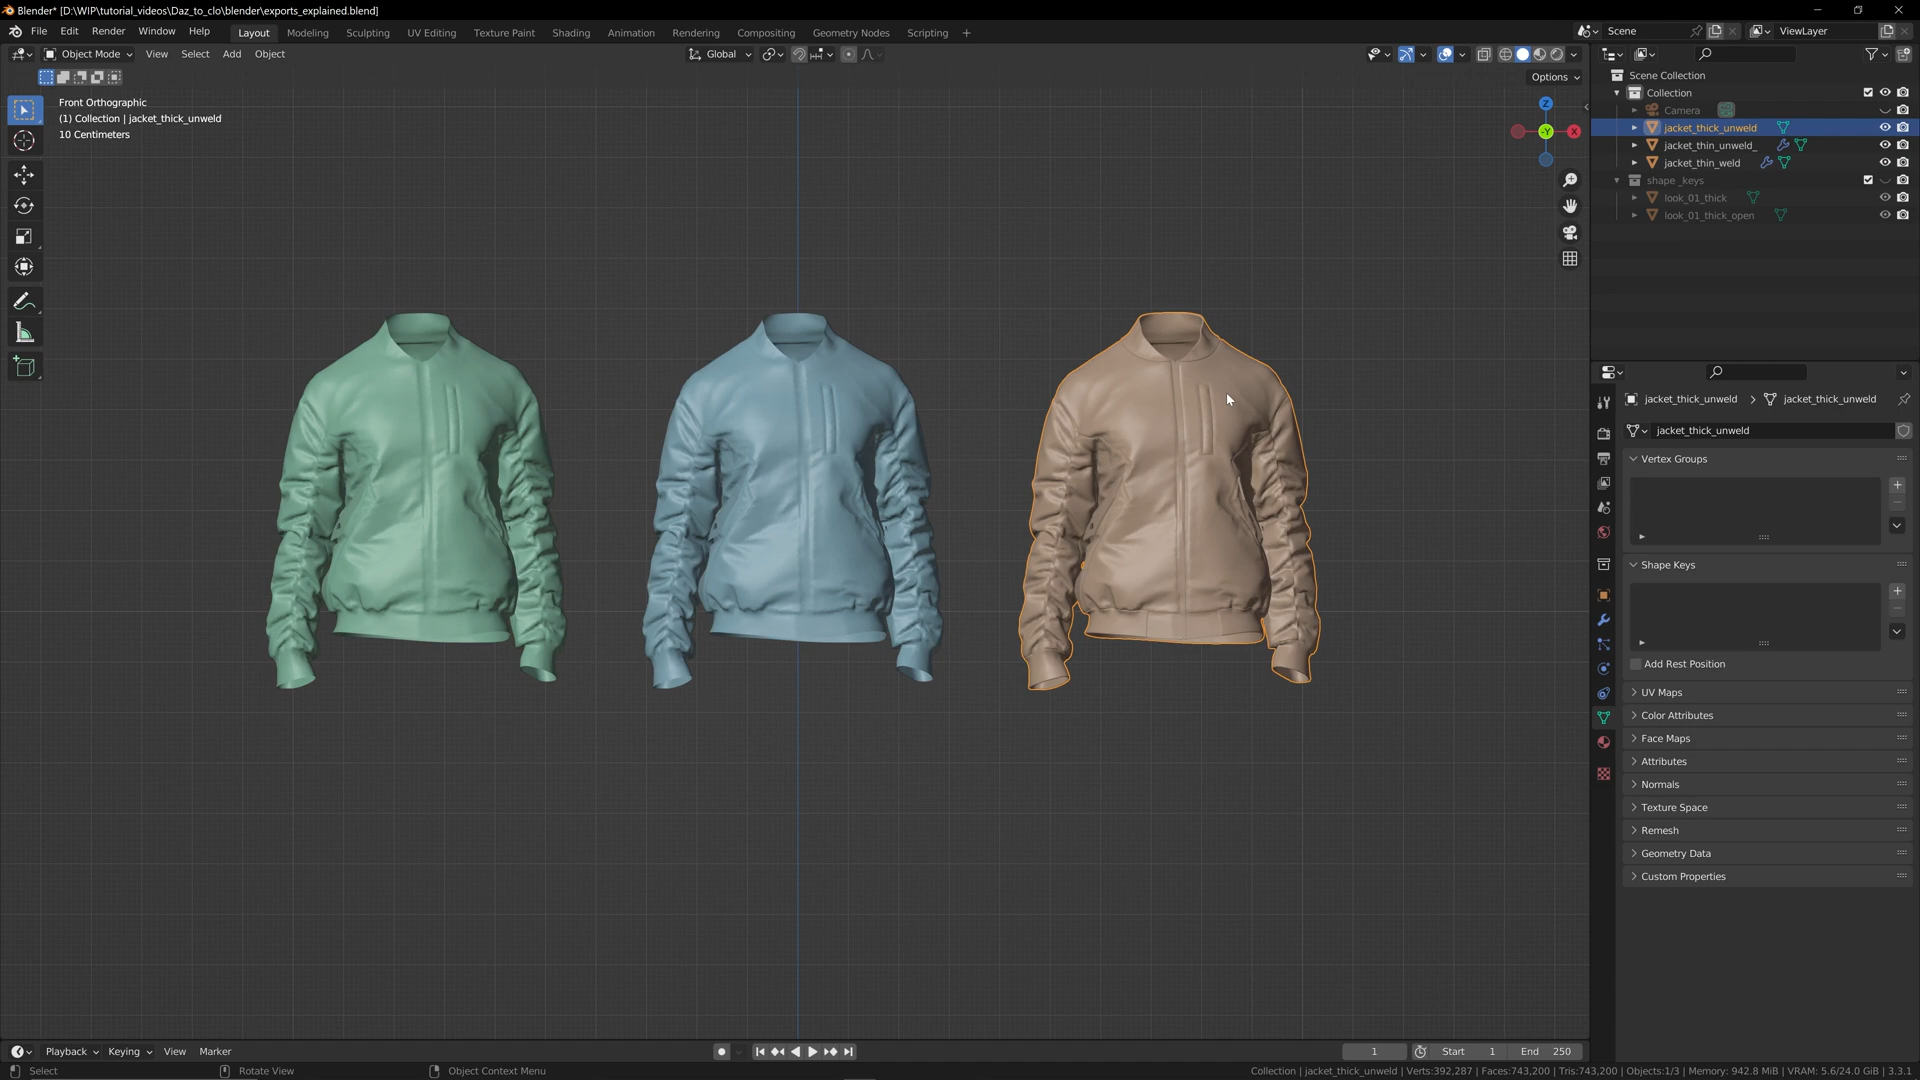 Blender* [D:\WIP\tutorial_videos\Daz_to_clo\blender\exports_explained.blend]
File Edit Render Window Help Layout Modeling Sculpting UV Editing Texture Paint Shading Animation Rendering Compositing Geometry Nodes Scripting + Scene ViewLayer
Object Mode View Select Add Object Global
Options
Front Orthographic
(1) Collection | jacket_thick_unweld
10 Centimeters
Z
-Y
X
Scene Collection
Collection
Camera
jacket_thick_unweld
jacket_thin_unweld_
jacket_thin_weld
shape_keys
look_01_thick
look_01_thick_open
jacket_thick_unweld > jacket_thick_unweld
jacket_thick_unweld
Vertex Groups
Shape Keys
Add Rest Position
UV Maps
Color Attributes
Face Maps
Attributes
Normals
Texture Space
Remesh
Geometry Data
Custom Properties
Playback Keying View Marker 1 Start 1 End 250
Select Rotate View Object Context Menu Collection | jacket_thick_unweld | Verts:392,287 | Faces:743,200 | Tris:743,200 | Objects:1/3 | Memory: 942.8 MiB | VRAM: 5.6/24.0 GiB | 3.3.1